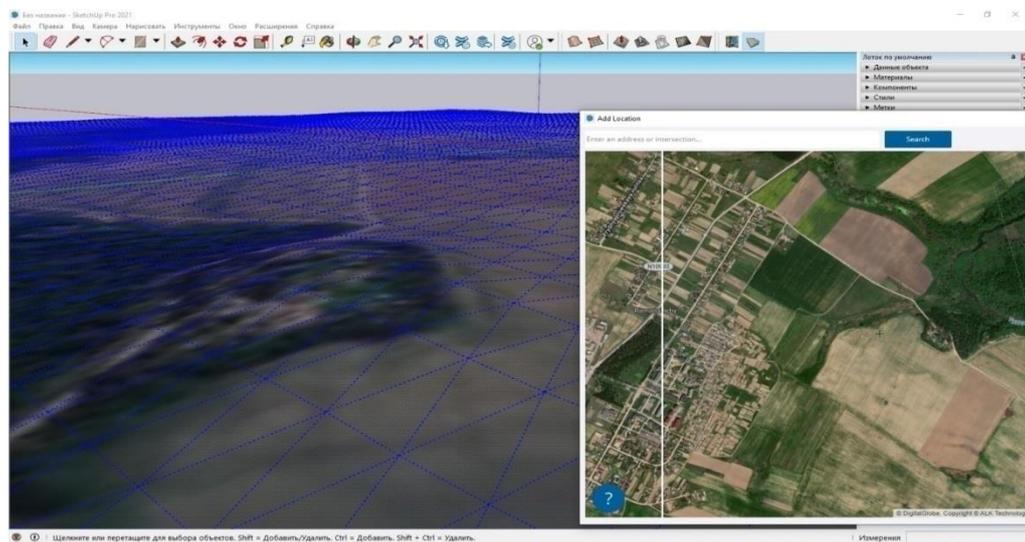 Без названия - SketchUp Pro 2021
Файл Правка Вид Камера Нарисовать Инструменты Окно Расширения Справка
Лоток по умолчанию
Данные объекта
Материалы
Компоненты
Стили
Метки
Add Location
Enter an address or intersection...
Search
?
© DigitalGlobe, Copyright © ALK Technolog
Щелкните или перетащите для выбора объектов. Shift = Добавить/Удалить. Ctrl = Добавить. Shift + Ctrl = Удалить.
Измерения